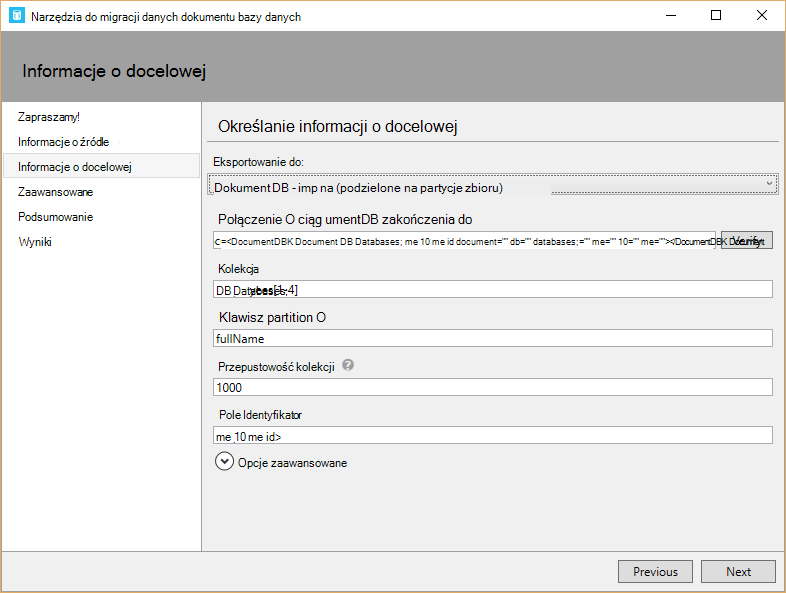 Narzędzia do migracji danych dokumentu bazy danych
Informacje o docelowej
Zapraszamy!
Informacje o źródle
Informacje o docelowej
Zaawansowane
Podsumowanie
Wyniki
Określanie informacji o docelowej
Eksportowanie do:
Dokument DB - imp na (podzielone na partycje zbioru)
Połączenie O ciąg umentDB zakończenia do
C=<DocumentDBK Document DB Databases; me 10 me id document="" db="" databases;="" me="" 10="" me=""></DocumentDBK Document
Verify
Kolekcja
DB Databases; [1-4]
Klawisz partition O
fullName
Przepustowość kolekcji ?
1000
Pole Identyfikator
me 10 me id>
Opcje zaawansowane
Previous
Next